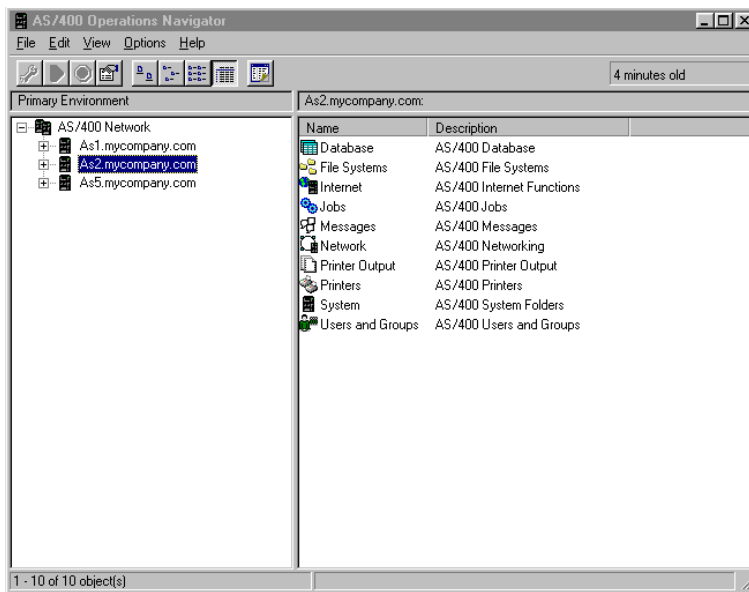 AS/400 Operations Navigator
File Edit View Options Help
4 minutes old
Primary Environment
As2.mycompany.com:
AS/400 Network
As1.mycompany.com
As2.mycompany.com
As5.mycompany.com
Name Description
Database AS/400 Database
File Systems AS/400 File Systems
Internet AS/400 Internet Functions
Jobs AS/400 Jobs
Messages AS/400 Messages
Network AS/400 Networking
Printer Output AS/400 Printer Output
Printers AS/400 Printers
System AS/400 System Folders
Users and Groups AS/400 Users and Groups
1 - 10 of 10 object(s)